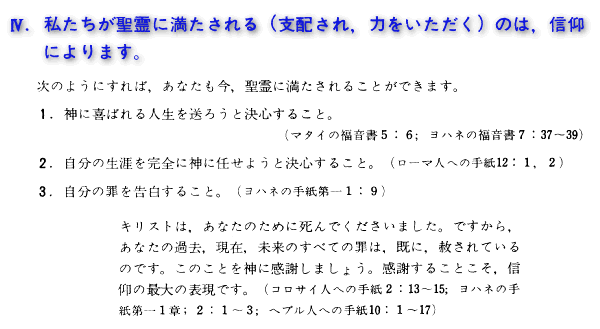 Ⅳ. 私たちが聖霊に満たされる（支配され，力をいただく）のは，信仰
によります。
次のようにすれば，あなたも今，聖霊に満たされることができます。
1. 神に喜ばれる人生を送ろうと決心すること。
（マタイの福音書5：6；ヨハネの福音書7：37～39）
2. 自分の生涯を完全に神に任せようと決心すること。（ローマ人への手紙12：1，2）
3. 自分の罪を告白すること。（ヨハネの手紙第一1：9）
キリストは，あなたのために死んでくださいました。ですから，
あなたの過去，現在，未来のすべての罪は，既に，赦されている
のです。このことを神に感謝しましょう。感謝することこそ，信
仰の最大の表現です。（コロサイ人への手紙2：13～15；ヨハネの手
紙第一1章；2：1～3；ヘブル人への手紙10：1～17）